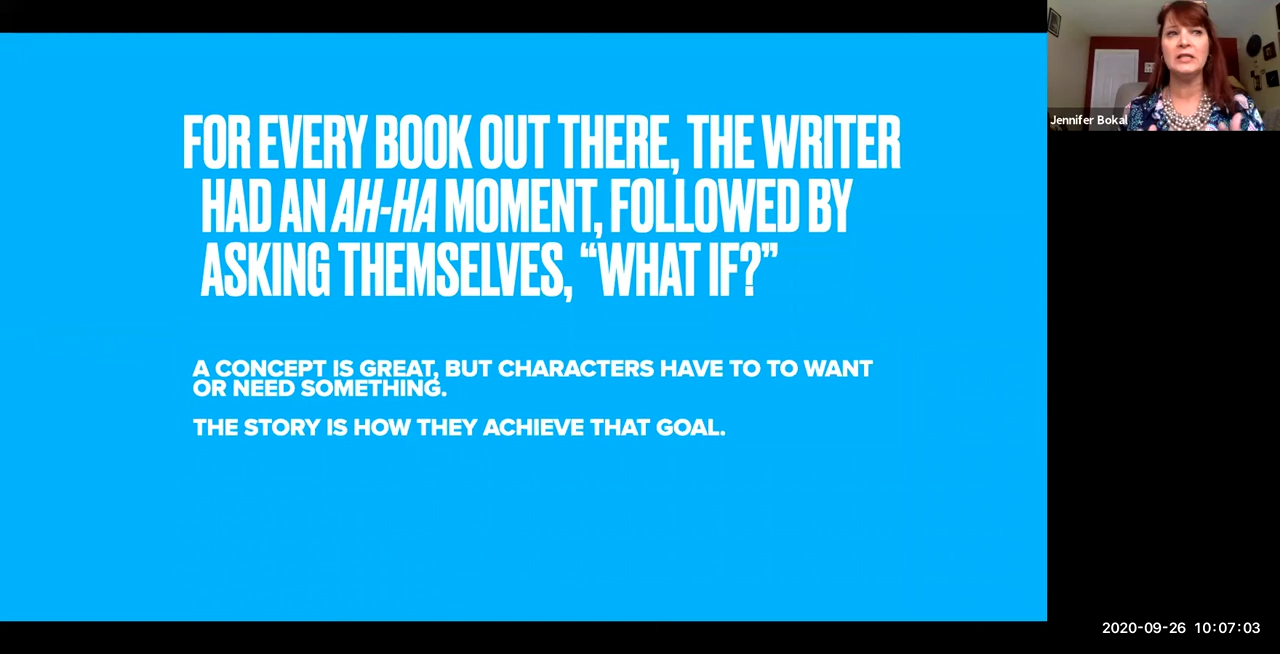 FOR EVERY BOOK OUT THERE, THE WRITER
HAD AN AH-HA MOMENT, FOLLOWED BY
ASKING THEMSELVES, “WHAT IF?”
A CONCEPT IS GREAT, BUT CHARACTERS HAVE TO TO WANT
OR NEED SOMETHING.
THE STORY IS HOW THEY ACHIEVE THAT GOAL.
Jennifer Bokal
2020-09-26 10:07:03